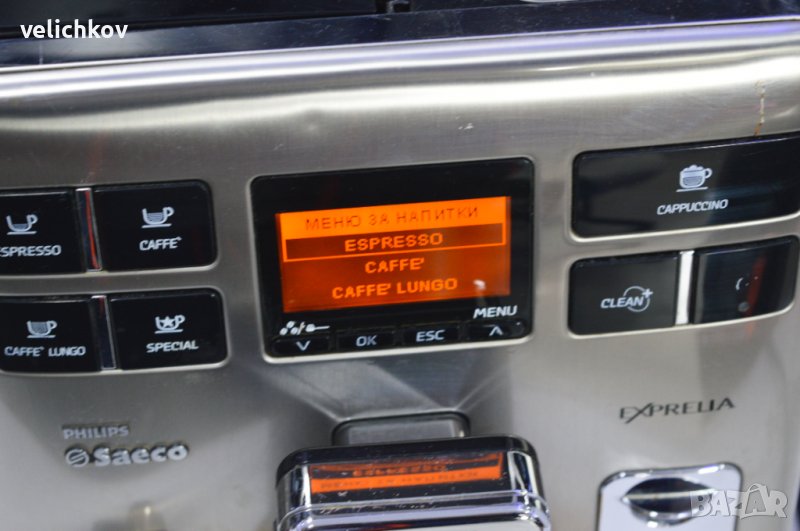 velichkov
МЕНЮ ЗА НАПИТКИ
ESPRESSO
CAFFE'
CAFFE' LUNGO
MENU
OK
ESC
ESPRESSO
CAFFE'
CAFFE' LUNGO
SPECIAL
CAPPUCCINO
CLEAN
PHILIPS
Saeco
EXPRELIA
BAZAR